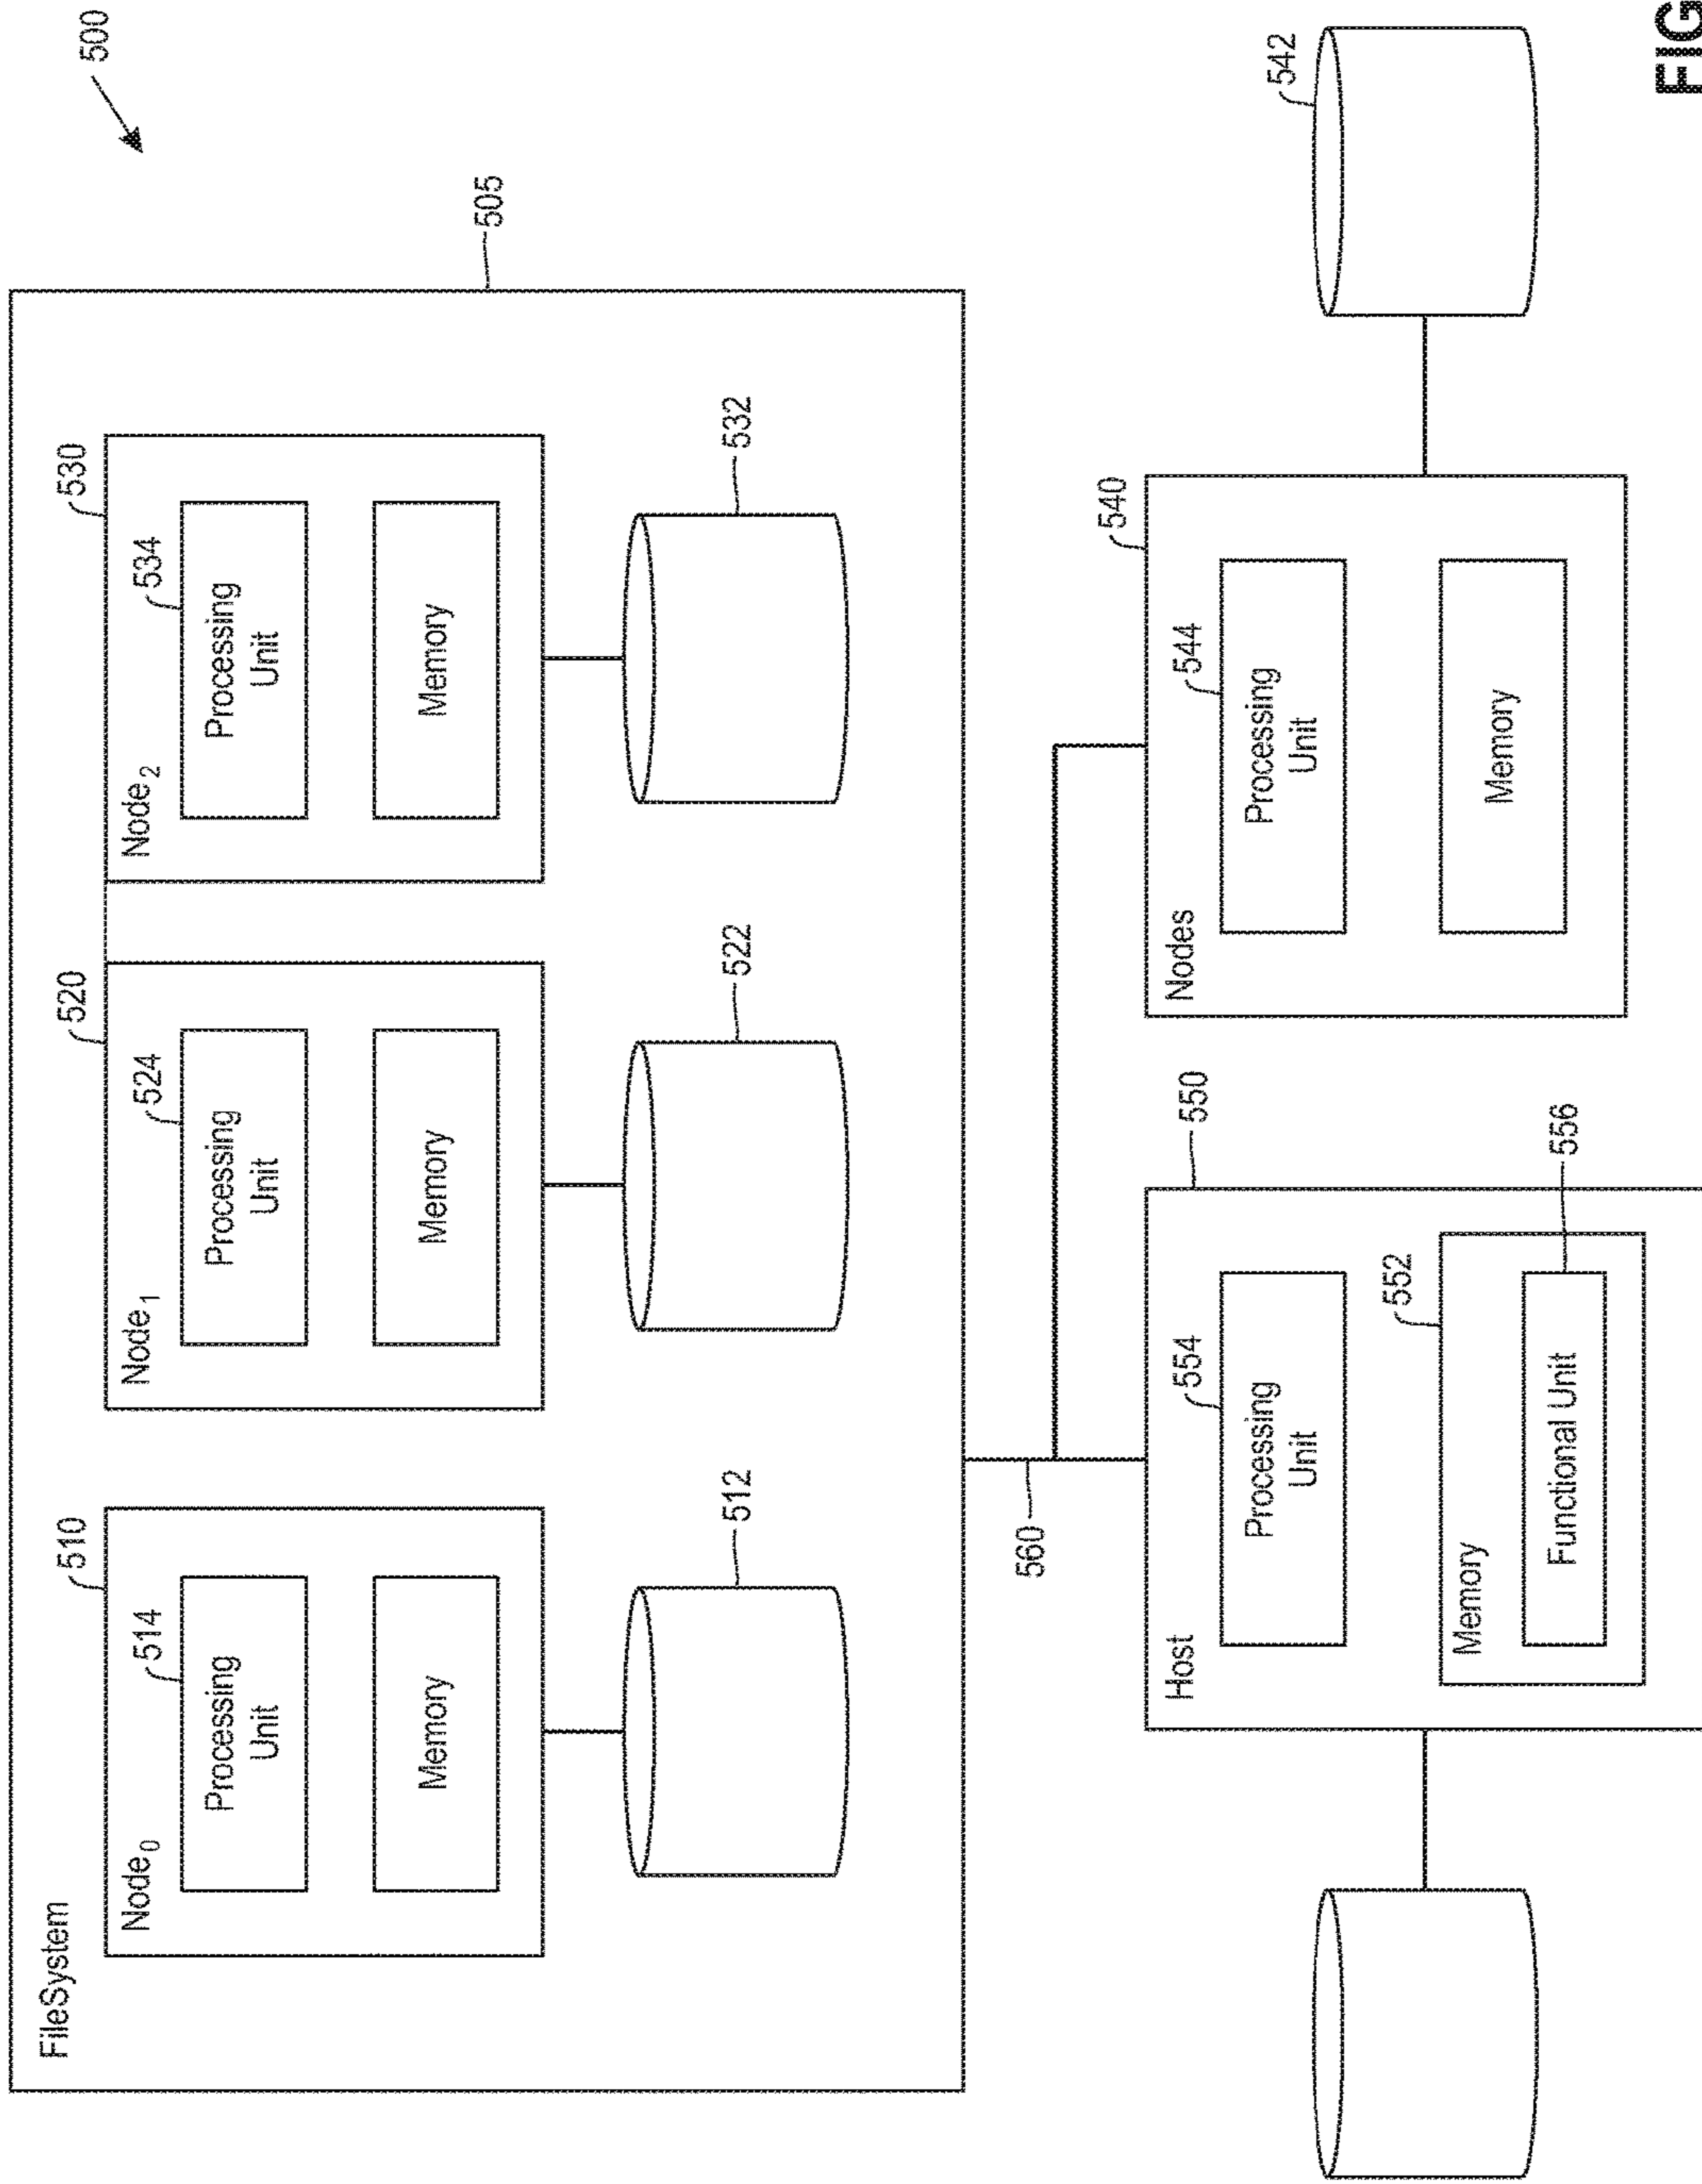 500
505
FileSystem
510
Node0
514
Processing
Unit
Memory
512
520
Node1
524
Processing
Unit
Memory
522
530
Node2
534
Processing
Unit
Memory
532
560
550
Host
554
Processing
Unit
552
Memory
556
Functional Unit
540
Nodes
544
Processing
Unit
Memory
542
FIG